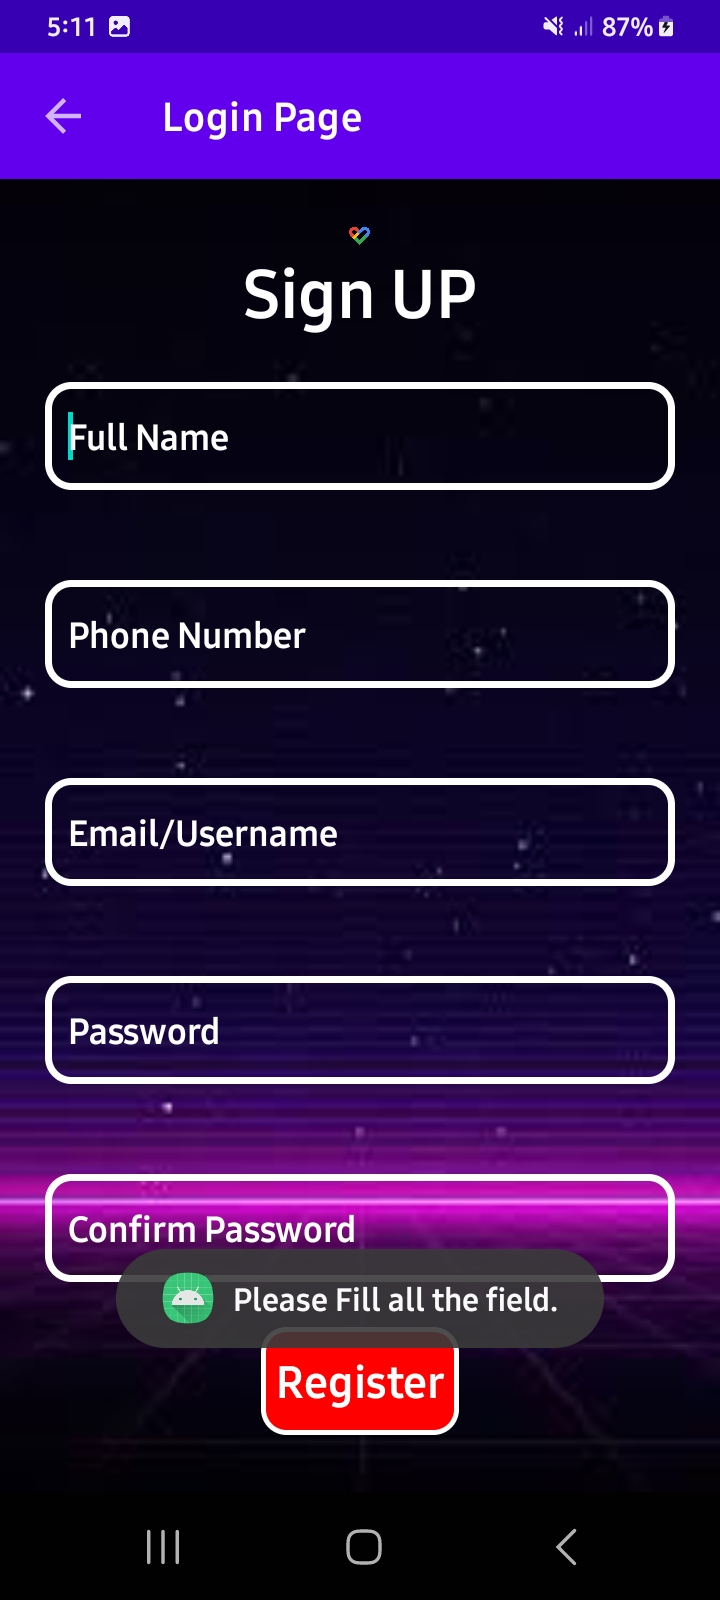 5:11 87%
Login Page
Sign UP
Full Name
Phone Number
Email/Username
Password
Confirm Password
Please Fill all the field.
Register